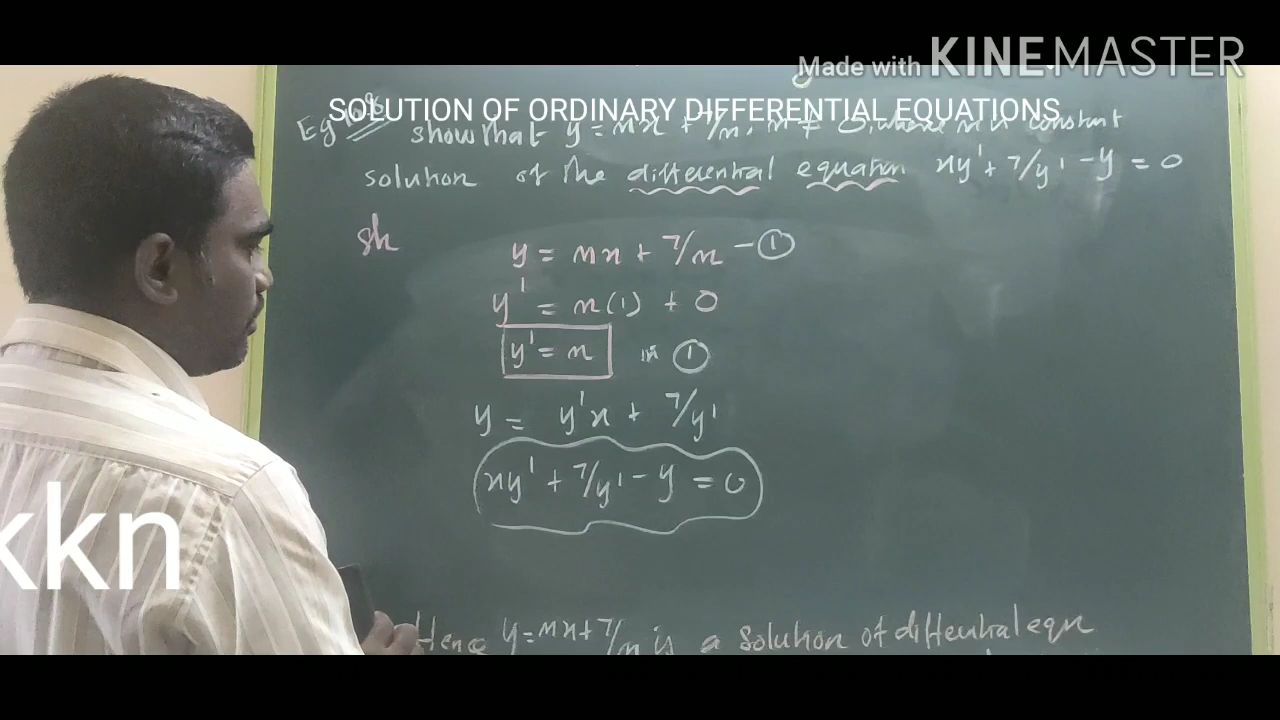 Made with KINEMASTER
SOLUTION OF ORDINARY DIFFERENTIAL EQUATIONS
Eg show that y = mx + 7/m, m ≠ 0, where m is constant
solution of the differential equation xy' + 7/y' - y = 0
y = mx + 7/m - ①
y' = m(1) + 0
y' = m in ①
y = y'x + 7/y'
xy' + 7/y' - y = 0
kkn
Hence y = mx + 7/m is a solution of differential eqn